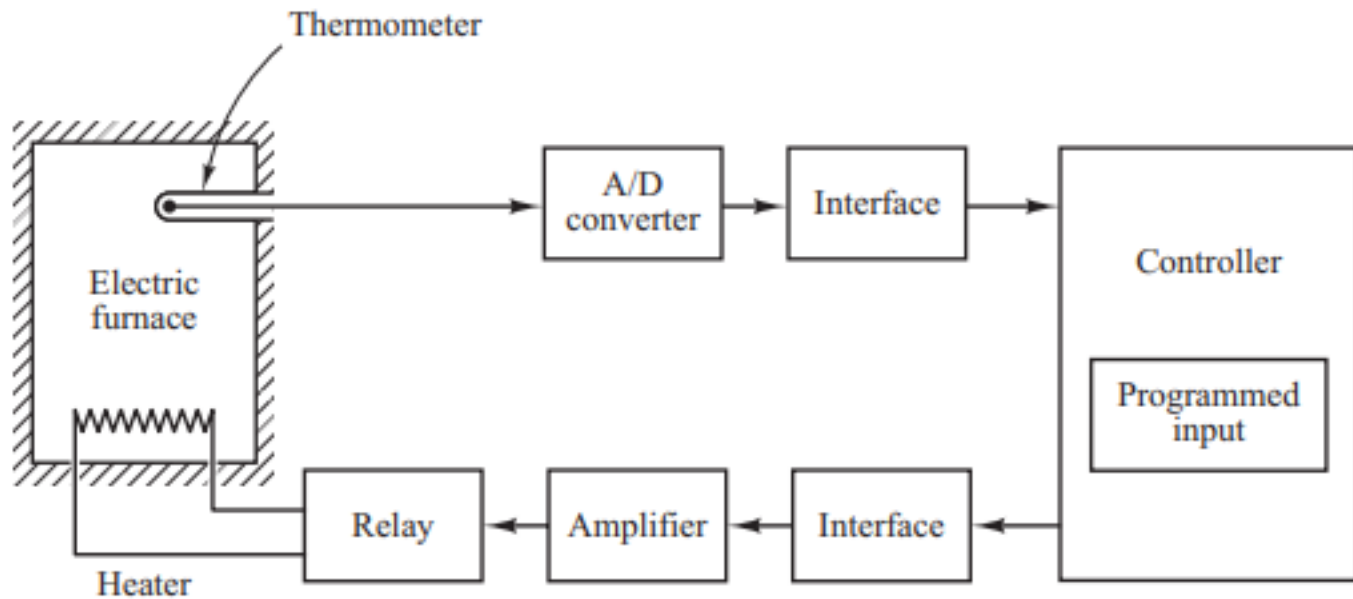 Thermometer
A/D
converter
Interface
Controller
Electric
furnace
Programmed
input
Relay
Amplifier
Interface
Heater